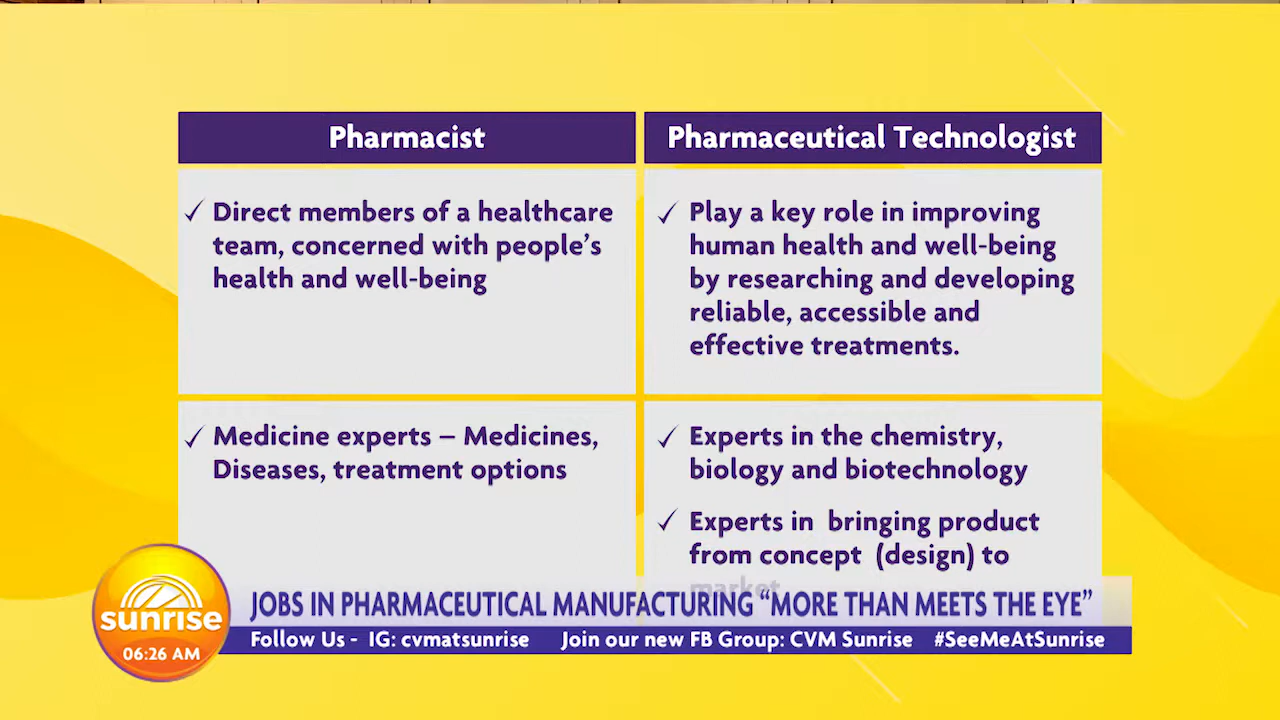 Pharmacist
Pharmaceutical Technologist
✓ Direct members of a healthcare
team, concerned with people’s
health and well-being
✓ Play a key role in improving
human health and well-being
by researching and developing
reliable, accessible and
effective treatments.
✓ Medicine experts – Medicines,
Diseases, treatment options
✓ Experts in the chemistry,
biology and biotechnology
✓ Experts in bringing product
from concept (design) to
market
sunrise
06:26 AM
JOBS IN PHARMACEUTICAL MANUFACTURING “MORE THAN MEETS THE EYE”
Follow Us - IG: cvmatsunrise Join our new FB Group: CVM Sunrise #SeeMeAtSunrise